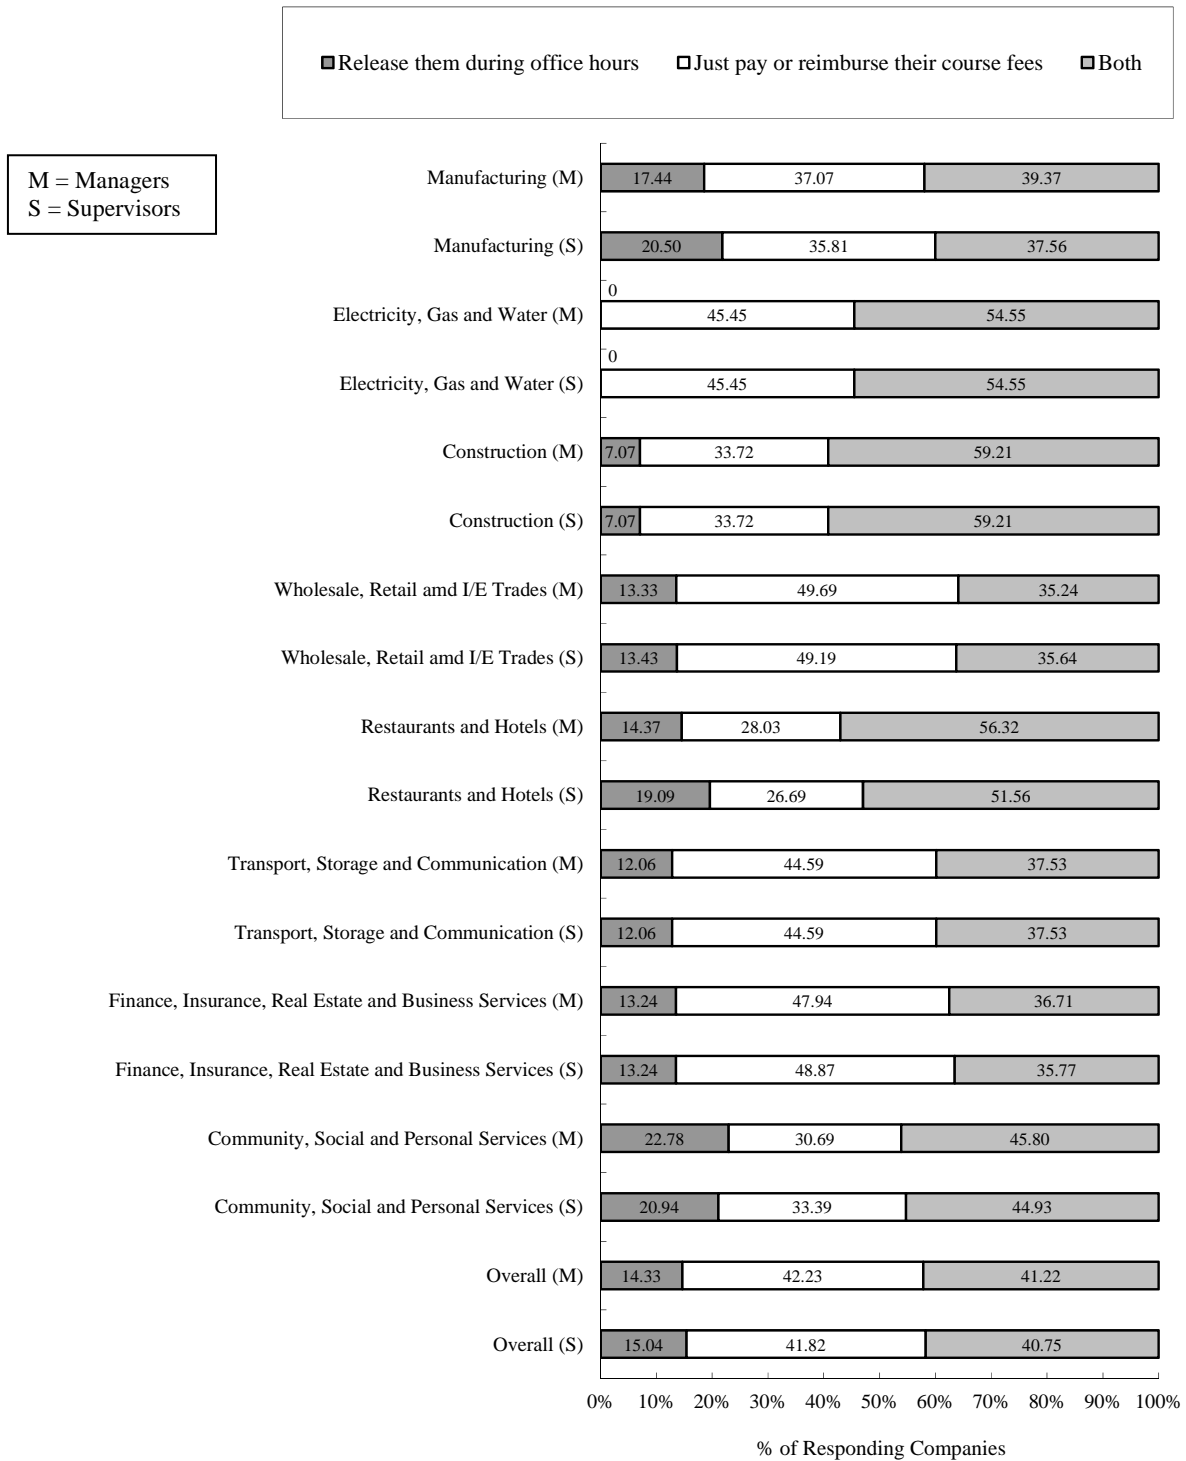 Release them during office hours Just pay or reimburse their course fees Both
M = Managers
S = Supervisors
Manufacturing (M) 17.44 37.07 39.37
Manufacturing (S) 20.50 35.81 37.56
0
Electricity, Gas and Water (M) 45.45 54.55
0
Electricity, Gas and Water (S) 45.45 54.55
Construction (M) 7.07 33.72 59.21
Construction (S) 7.07 33.72 59.21
Wholesale, Retail amd I/E Trades (M) 13.33 49.69 35.24
Wholesale, Retail amd I/E Trades (S) 13.43 49.19 35.64
Restaurants and Hotels (M) 14.37 28.03 56.32
Restaurants and Hotels (S) 19.09 26.69 51.56
Transport, Storage and Communication (M) 12.06 44.59 37.53
Transport, Storage and Communication (S) 12.06 44.59 37.53
Finance, Insurance, Real Estate and Business Services (M) 13.24 47.94 36.71
Finance, Insurance, Real Estate and Business Services (S) 13.24 48.87 35.77
Community, Social and Personal Services (M) 22.78 30.69 45.80
Community, Social and Personal Services (S) 20.94 33.39 44.93
Overall (M) 14.33 42.23 41.22
Overall (S) 15.04 41.82 40.75
0% 10% 20% 30% 40% 50% 60% 70% 80% 90% 100%
% of Responding Companies